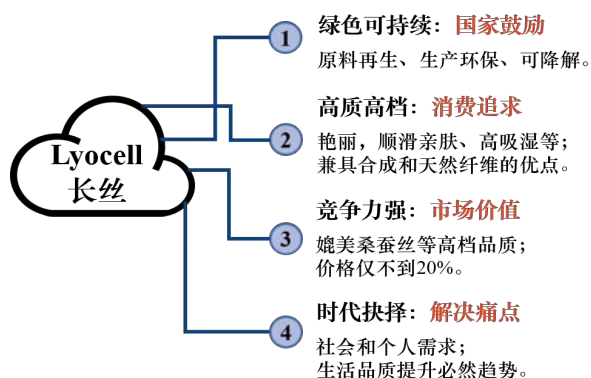 Lyocell
长丝
1
绿色可持续：国家鼓励
原料再生、生产环保、可降解。
2
高质高档：消费追求
艳丽，顺滑亲肤、高吸湿等；
兼具合成和天然纤维的优点。
3
竞争力强：市场价值
媲美桑蚕丝等高档品质；
价格仅不到20%。
4
时代抉择：解决痛点
社会和个人需求；
生活品质提升必然趋势。